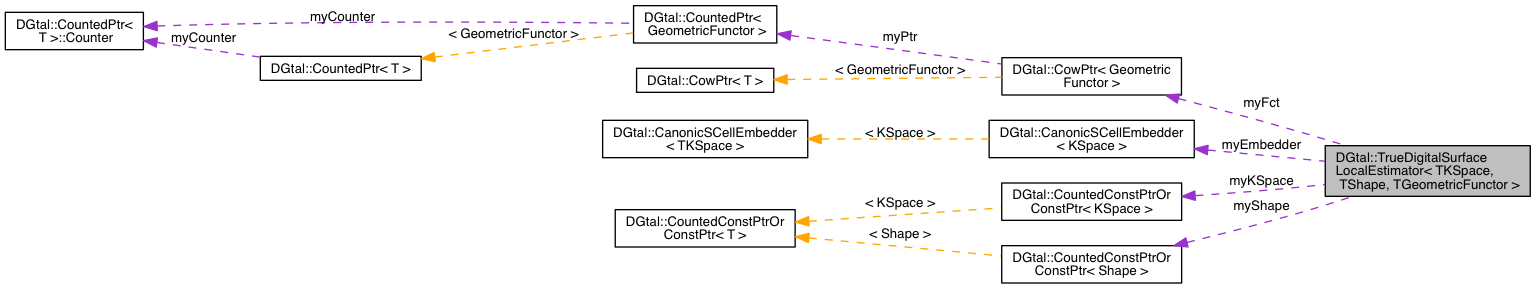 DGtal::CountedPtr<
T >::Counter
myCounter
myCounter
DGtal::CountedPtr< T >
< GeometricFunctor >
DGtal::CountedPtr<
GeometricFunctor >
myPtr
DGtal::CowPtr< T >
< GeometricFunctor >
DGtal::CowPtr< Geometric
Functor >
myFct
DGtal::CanonicSCellEmbedder
< TKSpace >
< KSpace >
DGtal::CanonicSCellEmbedder
< KSpace >
myEmbedder
DGtal::TrueDigitalSurface
LocalEstimator< TKSpace,
TShape, TGeometricFunctor >
myKSpace
myShape
DGtal::CountedConstPtrOr
ConstPtr< KSpace >
< KSpace >
DGtal::CountedConstPtrOr
ConstPtr< T >
< Shape >
DGtal::CountedConstPtrOr
ConstPtr< Shape >